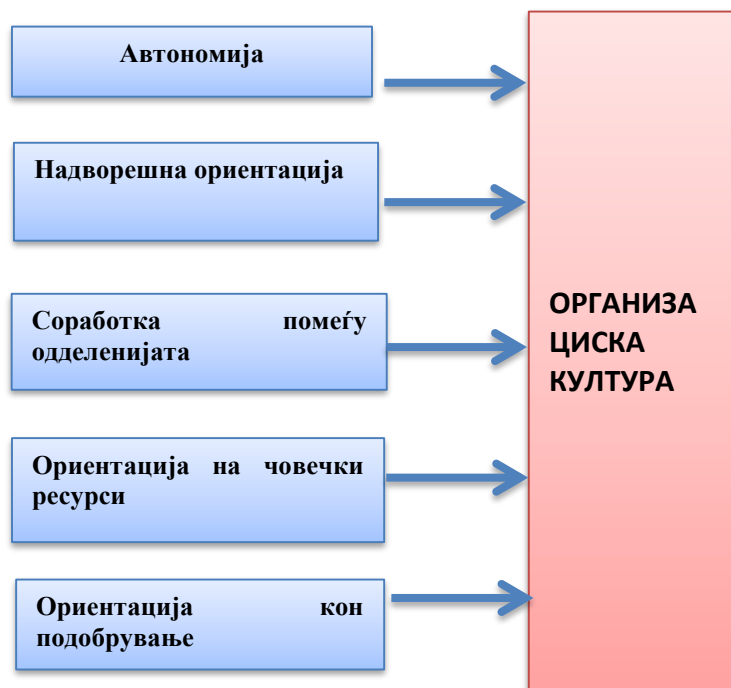 Автономија
Надворешна ориентација
Соработка помеѓу
одделенијата
Ориентација на човечки
ресурси
Ориентација кон
подобрување
ОРГАНИЗА
ЦИСКА
КУЛТУРА